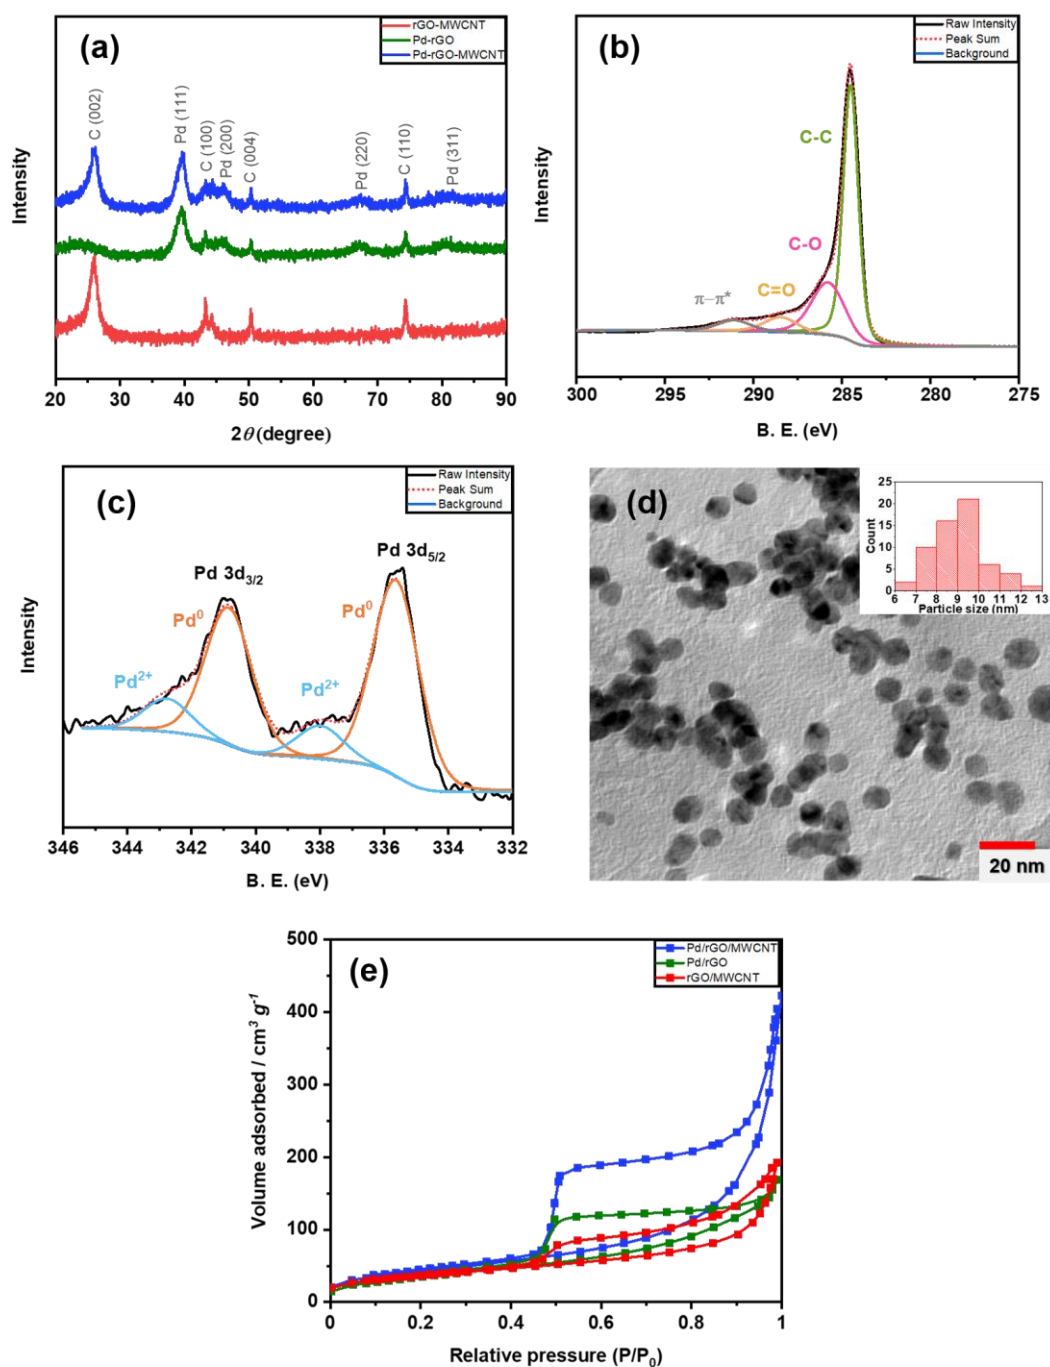 (a)
rGO-MWCNT
Pd-rGO
Pd-rGO-MWCNT
C (002)
Pd (111)
C (100)
Pd (200)
C (004)
Pd (220)
C (110)
Pd (311)
Intensity
20 30 40 50 60 70 80 90
2θ (degree)
(b)
Raw Intensity
Peak Sum
Background
C-C
C-O
C=O
π–π*
Intensity
300 295 290 285 280 275
B. E. (eV)
(c)
Raw Intensity
Peak Sum
Background
Pd 3d3/2
Pd 3d5/2
Pd⁰
Pd⁰
Pd²⁺
Pd²⁺
Intensity
346 344 342 340 338 336 334 332
B. E. (eV)
(d)
25
20
15
10
5
0
Count
6 7 8 9 10 11 12 13
Particle size (nm)
20 nm
(e)
Pd/rGO/MWCNT
Pd/rGO
rGO/MWCNT
500
400
300
200
100
0
Volume adsorbed / cm³ g⁻¹
0 0.2 0.4 0.6 0.8 1
Relative pressure (P/P₀)